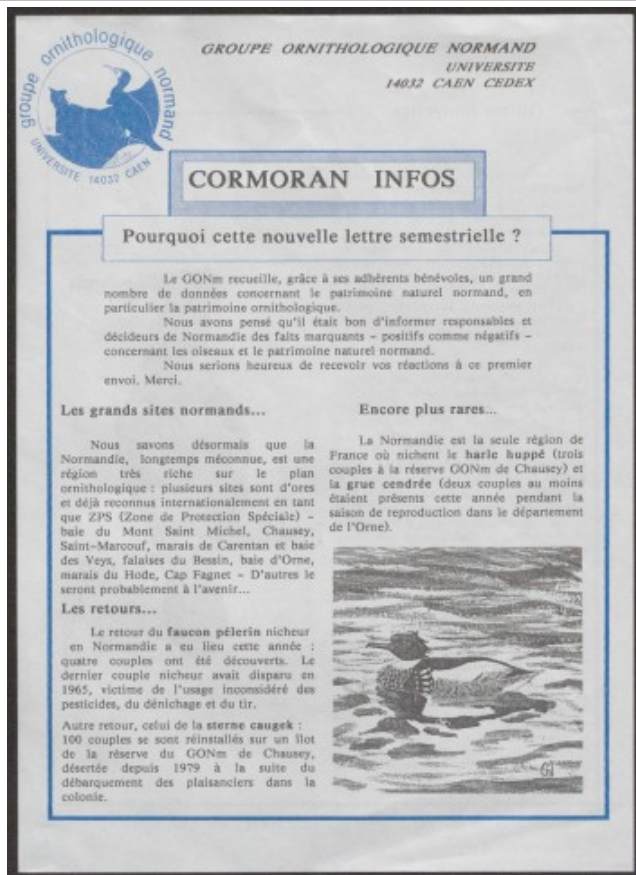 groupe ornithologique normand
UNIVERSITE 14032 CAEN
GROUPE ORNITHOLOGIQUE NORMAND
UNIVERSITE
14032 CAEN CEDEX
CORMORAN INFOS
Pourquoi cette nouvelle lettre semestrielle ?
Le GONm recueille, grâce à ses adhérents bénévoles, un grand
nombre de données concernant le patrimoine naturel normand, en
particulier la patrimoine ornithologique.
Nous avons pensé qu'il était bon d'informer responsables et
décideurs de Normandie des faits marquants - positifs comme négatifs -
concernant les oiseaux et le patrimoine naturel normand.
Nous serions heureux de recevoir vos réactions à ce premier
envoi. Merci.
Les grands sites normands...
Nous savons désormais que la
Normandie, longtemps méconnue, est une
région très riche sur le plan
ornithologique : plusieurs sites sont d'ores
et déjà reconnus internationalement en tant
que ZPS (Zone de Protection Spéciale) -
baie du Mont Saint Michel, Chausey,
Saint-Marcouf, marais de Carentan et baie
des Veys, falaises du Bessin, baie d'Orne,
marais du Hode, Cap Fagnet - D'autres le
seront probablement à l'avenir...
Les retours...
Le retour du faucon pélerin nicheur
en Normandie a eu lieu cette année :
quatre couples ont été découverts. Le
dernier couple nicheur avait disparu en
1965, victime de l'usage inconsidéré des
pesticides, du dénichage et du tir.
Autre retour, celui de la sterne caugek :
100 couples se sont réinstallés sur un îlot
de la réserve du GONm de Chausey,
désertée depuis 1979 à la suite du
débarquement des plaisanciers dans la
colonie.
Encore plus rares...
La Normandie est la seule région de
France où nichent le harle huppé (trois
couples à la réserve GONm de Chausey) et
la grue cendrée (deux couples au moins
étaient présents cette année pendant la
saison de reproduction dans le département
de l'Orne).